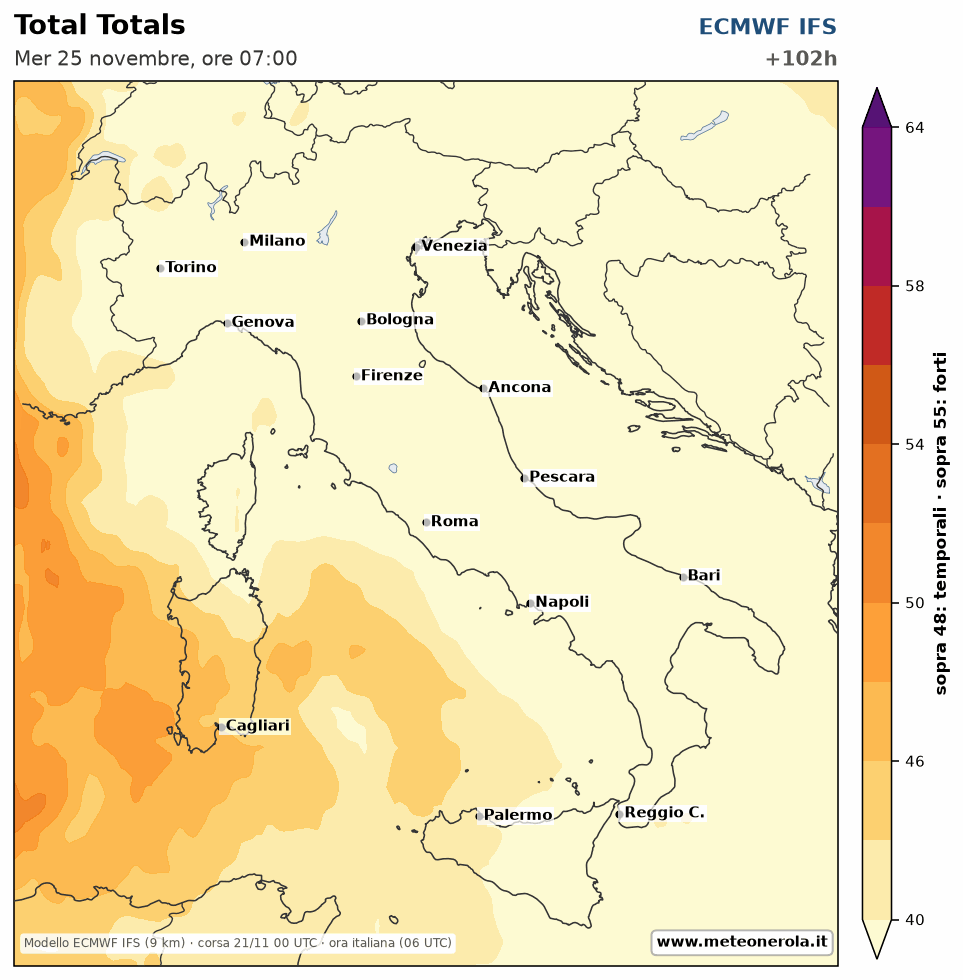 Total Totals
ECMWF IFS
Mer 25 novembre, ore 07:00
+102h
Milano
Venezia
Torino
Genova
Bologna
Firenze
Ancona
Pescara
Roma
Bari
Napoli
Cagliari
Palermo
Reggio C.
64
58
54
50
46
40
sopra 48: temporali · sopra 55: forti
Modello ECMWF IFS (9 km) · corsa 21/11 00 UTC · ora italiana (06 UTC)
www.meteonerola.it